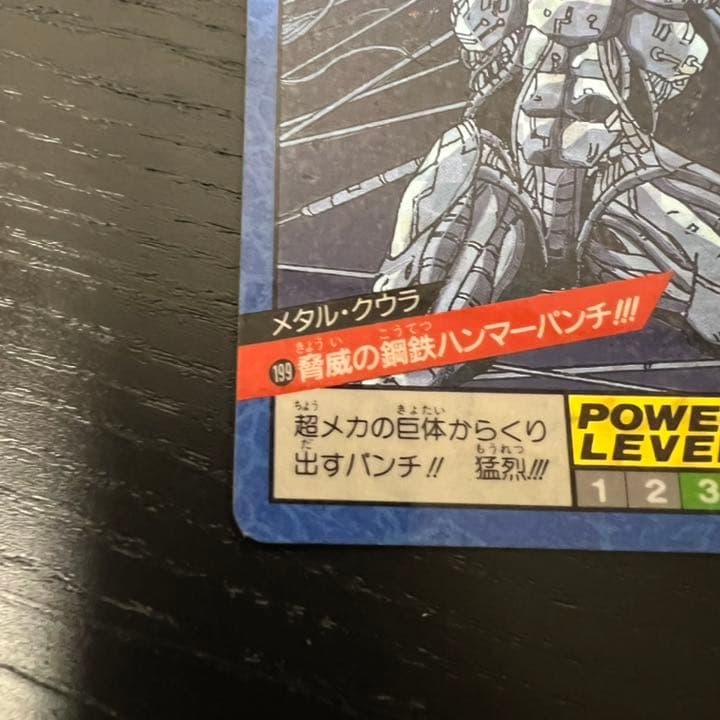 メタル・クウラ
199 脅威の鋼鉄ハンマーパンチ!!!
超メカの巨体からくり
出すパンチ!! 猛烈!!!
POWE
LEVE
1 2 3